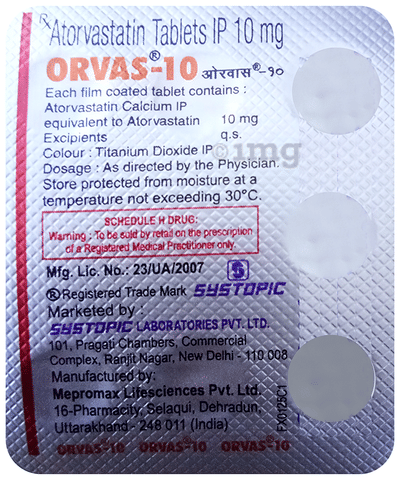 ℞ Atorvastatin Tablets IP 10 mg
ORVAS®-10 ओरवास®-१०
Each film coated tablet contains :
Atorvastatin Calcium IP
equivalent to Atorvastatin 10 mg
Excipients q.s.
Colour : Titanium Dioxide IP
Dosage : As directed by the Physician.
Store protected from moisture at a
temperature not exceeding 30°C.
1mg
SCHEDULE H DRUG:
Warning : To be sold by retail on the prescription
of a Registered Medical Practitioner only.
Mfg. Lic. No.: 23/UA/2007
S
®Registered Trade Mark SYSTOPIC
Marketed by :
SYSTOPIC LABORATORIES PVT. LTD.
101, Pragati Chambers, Commercial
Complex, Ranjit Nagar, New Delhi - 110 008
Manufactured by:
Mepromax Lifesciences Pvt. Ltd.
16-Pharmacity, Selaqui, Dehradun,
Uttarakhand - 248 011 (India)
ORVAS-10 ORVAS-10 ORVAS-10